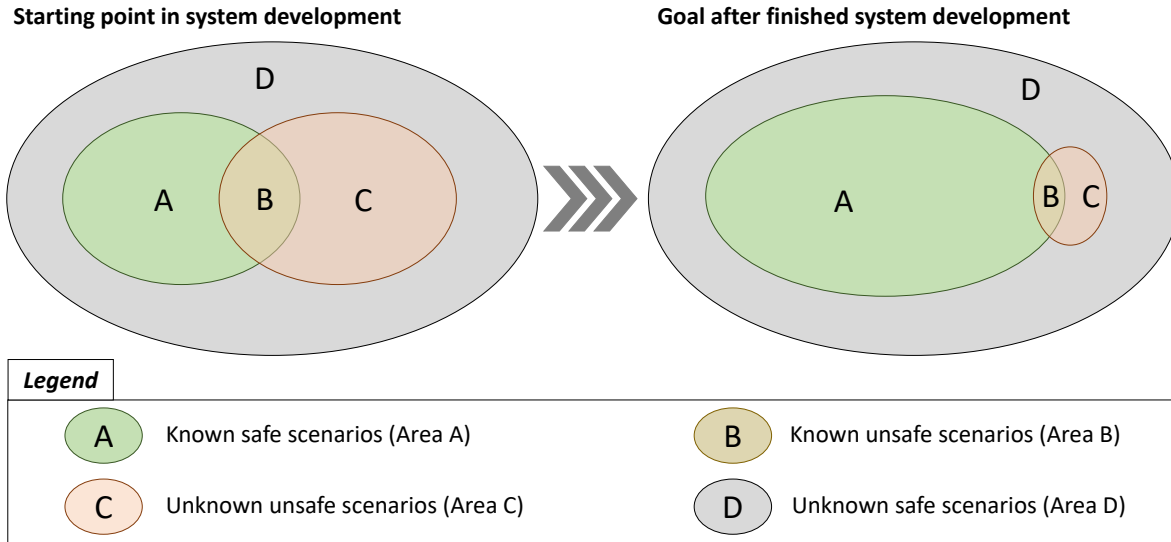 Starting point in system development
Goal after finished system development
D
A
B
C
D
A
B
C
Legend
A
Known safe scenarios (Area A)
B
Known unsafe scenarios (Area B)
C
Unknown unsafe scenarios (Area C)
D
Unknown safe scenarios (Area D)